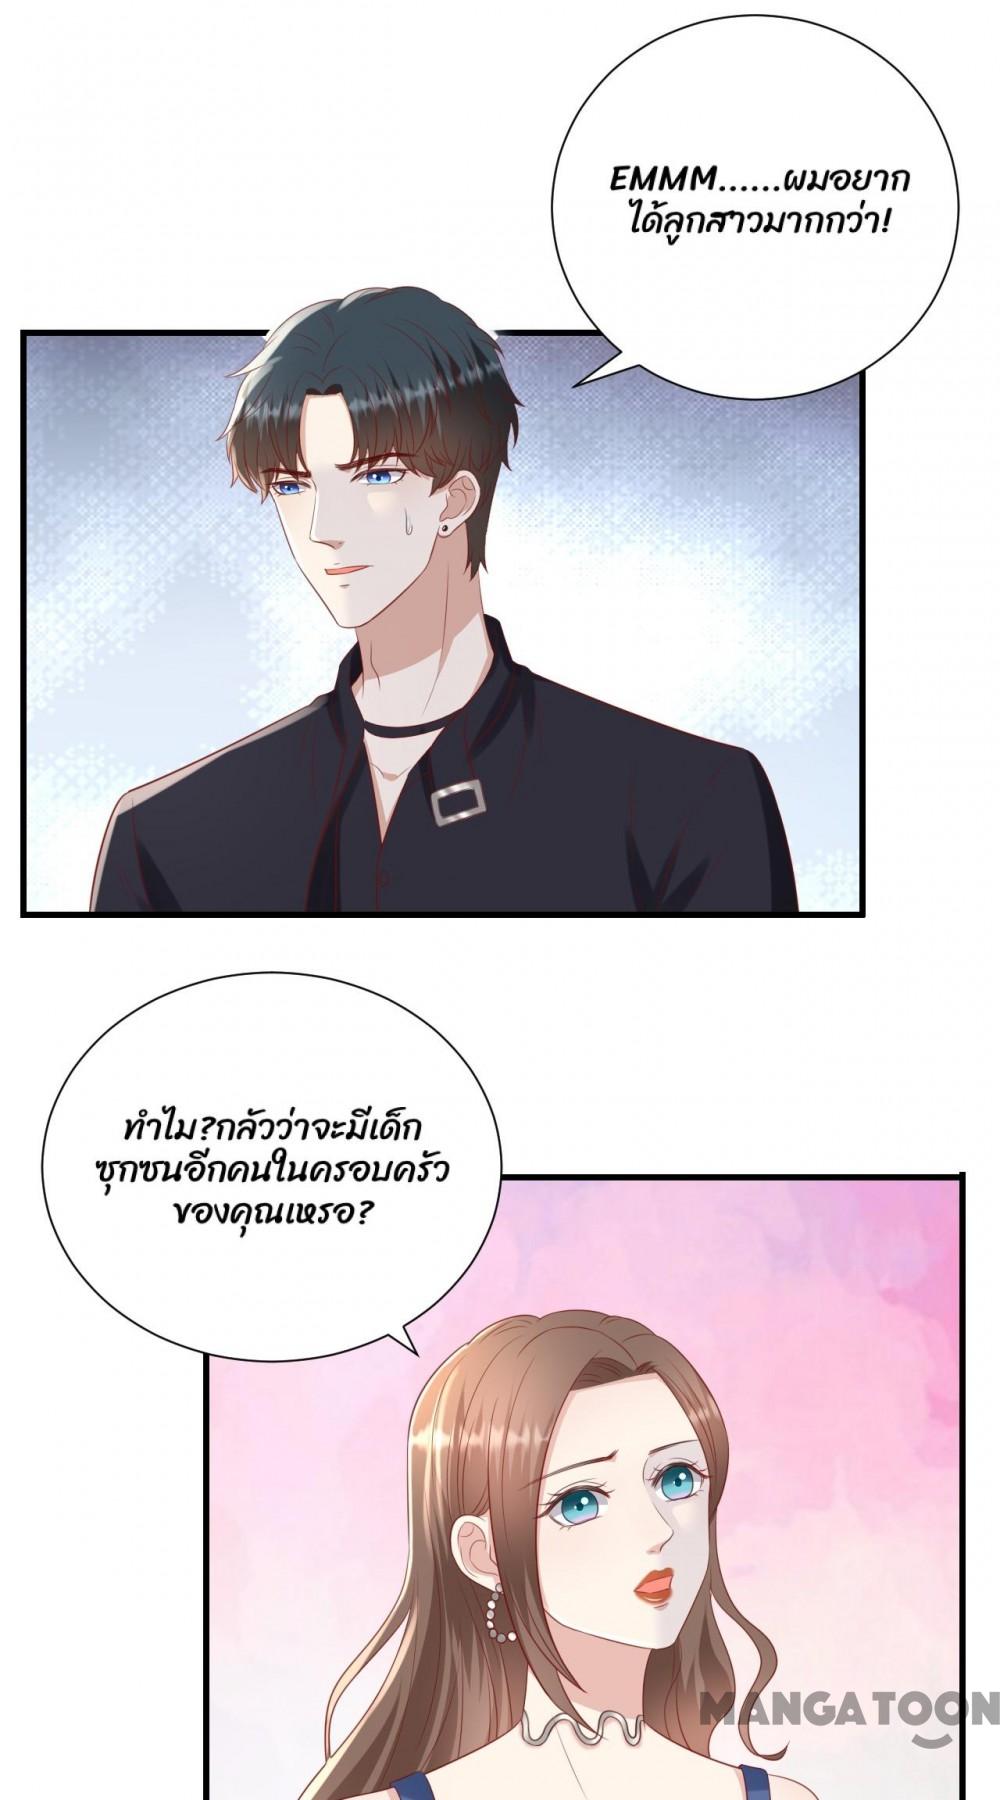 EMMM......ผมอยาก
ได้ลูกสาวมากกว่า!
ทำไม?กลัวว่าจะมีเด็ก
ซุกซนอีกคนในครอบครัว
ของคุณเหรอ?
MANGATOON